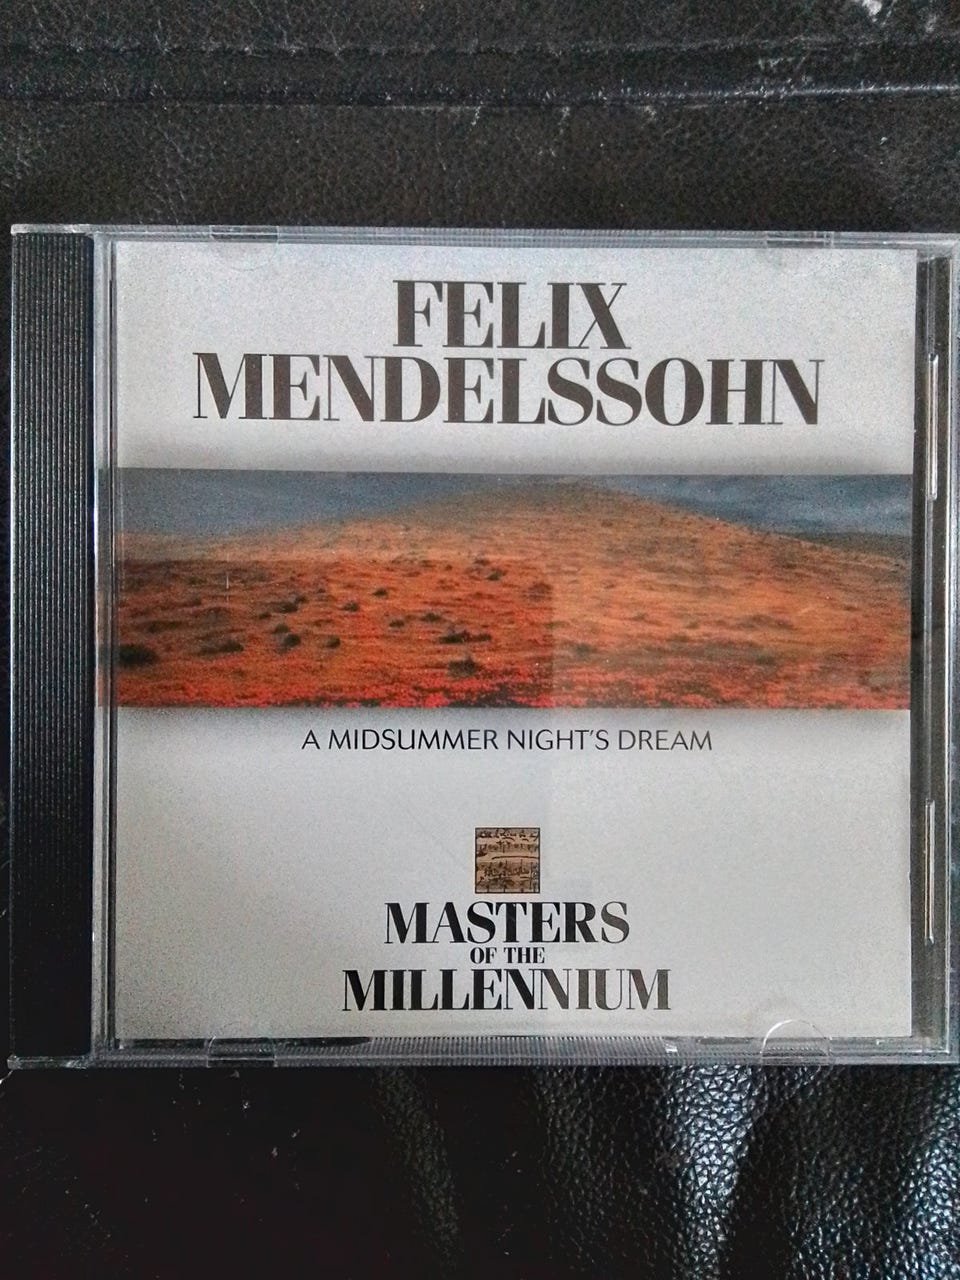 FELIX
MENDELSSOHN
A MIDSUMMER NIGHT'S DREAM
MASTERS
OF THE
MILLENNIUM